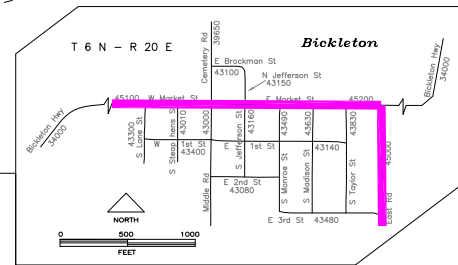 T 6 N - R 20 E
Bickleton
Cemetery Rd
39650
E Brockman St
43100
N Jefferson St
43150
Bickleton Hwy
34000
45100
W Market St
E Market St
45200
Bickleton Hwy
34000
S Lane St
43300
S Steaphens St
43010
43000
43160
43490
43630
43830
45000
W 1st St
43400
S Jefferson St
E 1st St
43140
Middle Rd
E 2nd St
43080
S Monroe St
S Madison St
S Taylor St
E 3rd St
43480
East Rd
NORTH
0 500 1000
FEET